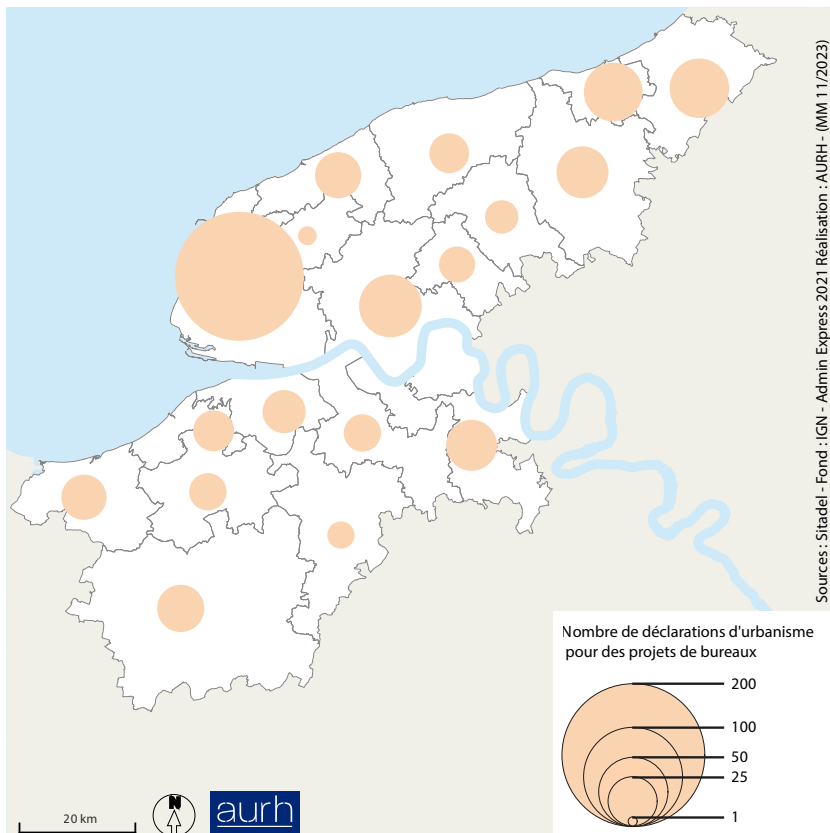 Sources : Sitadel - Fond : IGN - Admin Express 2021 Réalisation : AURH - (MM 11/2023)
Nombre de déclarations d'urbanisme
pour des projets de bureaux
200
100
50
25
1
20 km
N
aurh